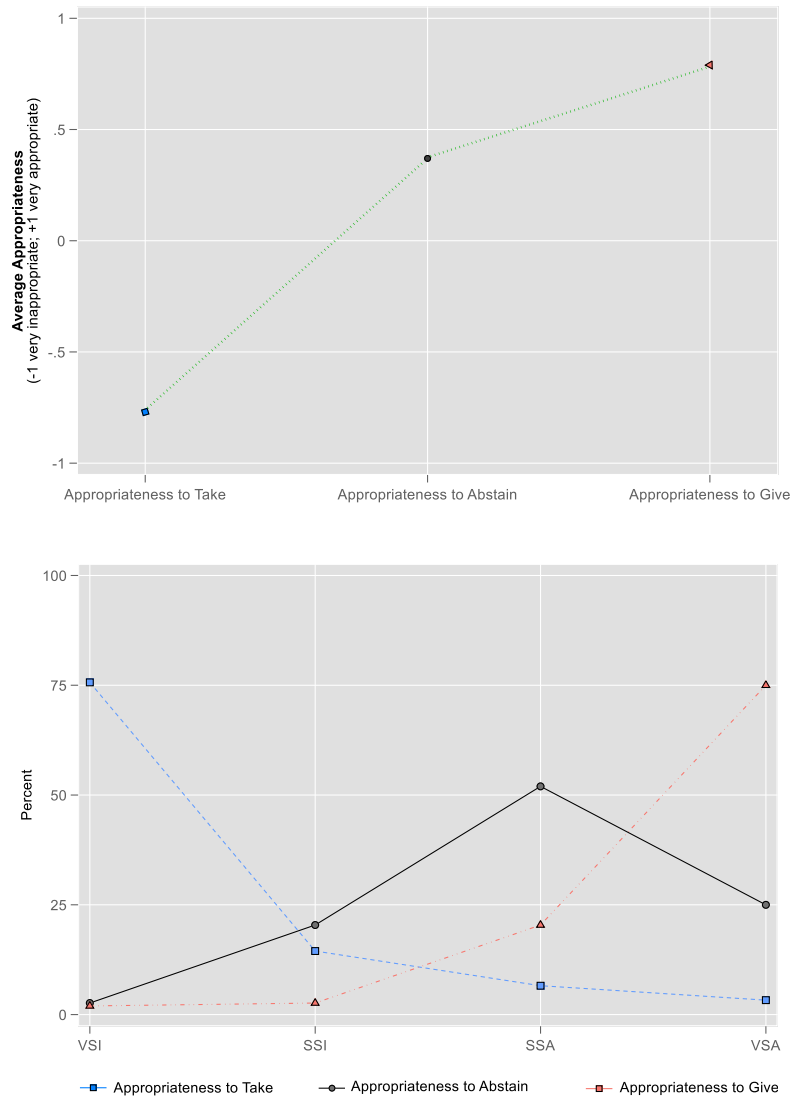 1
.5
0
-.5
-1
Average Appropriateness
(-1 very inappropriate; +1 very appropriate)
Appropriateness to Take
Appropriateness to Abstain
Appropriateness to Give
100
75
50
25
0
Percent
VSI
SSI
SSA
VSA
Appropriateness to Take
Appropriateness to Abstain
Appropriateness to Give